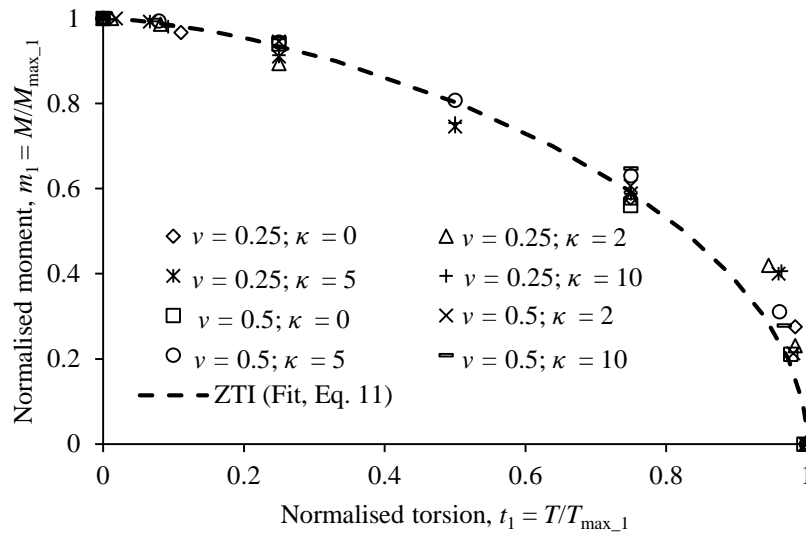 1
0.8
0.6
0.4
0.2
0
Normalised moment, m₁ = M/Mmax_1
v = 0.25; κ = 0
v = 0.25; κ = 2
v = 0.25; κ = 5
v = 0.25; κ = 10
v = 0.5; κ = 0
v = 0.5; κ = 2
v = 0.5; κ = 5
v = 0.5; κ = 10
ZTI (Fit, Eq. 11)
0 0.2 0.4 0.6 0.8 1
Normalised torsion, t₁ = T/Tmax_1